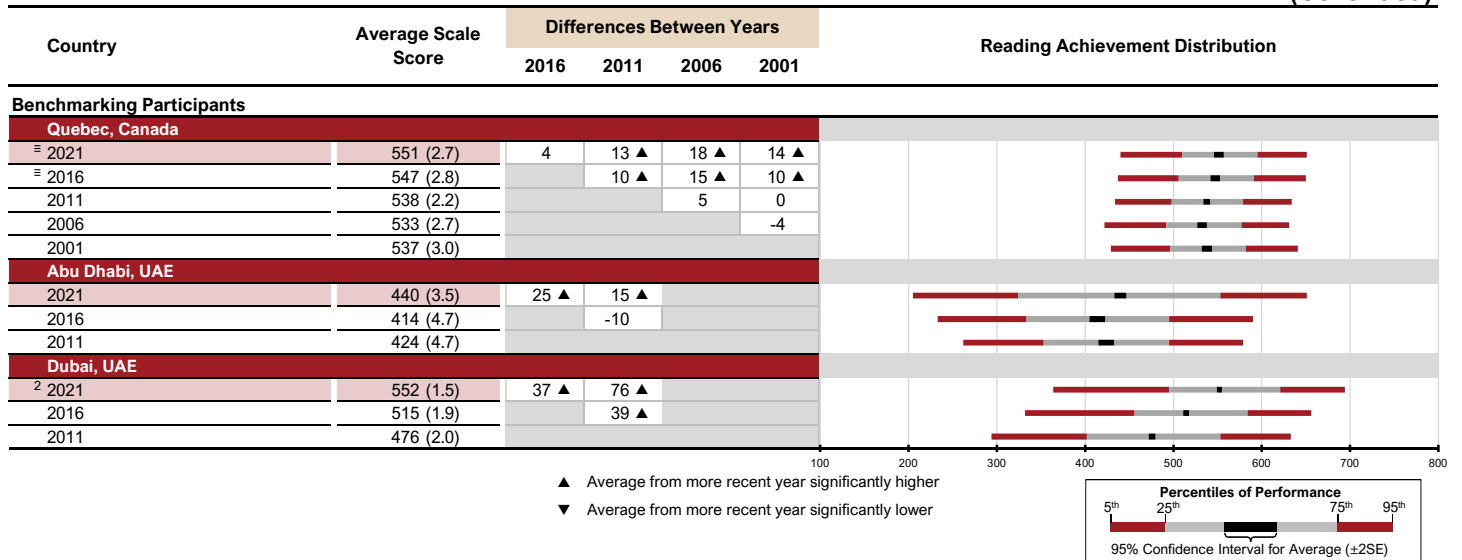 Country Average Scale Score Differences Between Years Reading Achievement Distribution
2016 2011 2006 2001
Benchmarking Participants
Quebec, Canada
≡ 2021 551 (2.7) 4 13 ▲ 18 ▲ 14 ▲
≡ 2016 547 (2.8) 10 ▲ 15 ▲ 10 ▲
2011 538 (2.2) 5 0
2006 533 (2.7) -4
2001 537 (3.0)
Abu Dhabi, UAE
2021 440 (3.5) 25 ▲ 15 ▲
2016 414 (4.7) -10
2011 424 (4.7)
Dubai, UAE
2 2021 552 (1.5) 37 ▲ 76 ▲
2016 515 (1.9) 39 ▲
2011 476 (2.0)
100 200 300 400 500 600 700 800
▲ Average from more recent year significantly higher
▼ Average from more recent year significantly lower
Percentiles of Performance
5th 25th 75th 95th
95% Confidence Interval for Average (±2SE)